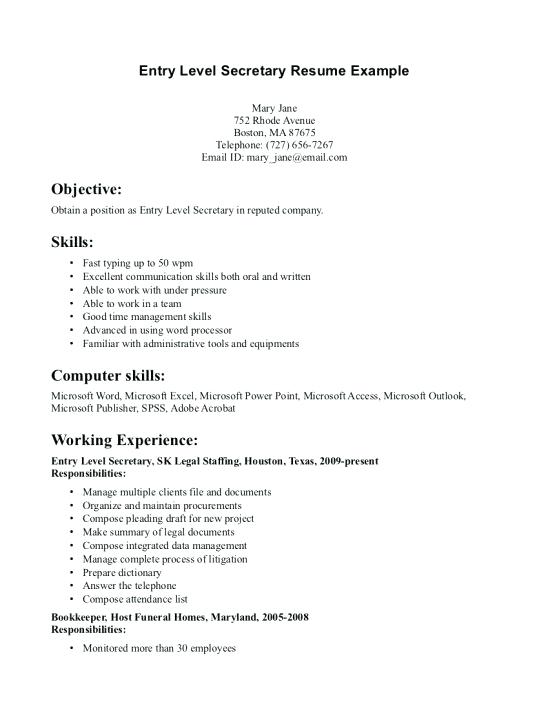 Entry Level Secretary Resume Example
Mary Jane
752 Rhode Avenue
Boston, MA 87675
Telephone: (727) 656-7267
Email ID: mary_jane@email.com
Objective:
Obtain a position as Entry Level Secretary in reputed company.
Skills:
• Fast typing up to 50 wpm
• Excellent communication skills both oral and written
• Able to work with under pressure
• Able to work in a team
• Good time management skills
• Advanced in using word processor
• Familiar with administrative tools and equipments
Computer skills:
Microsoft Word, Microsoft Excel, Microsoft Power Point, Microsoft Access, Microsoft Outlook,
Microsoft Publisher, SPSS, Adobe Acrobat
Working Experience:
Entry Level Secretary, SK Legal Staffing, Houston, Texas, 2009-present
Responsibilities:
• Manage multiple clients file and documents
• Organize and maintain procurements
• Compose pleading draft for new project
• Make summary of legal documents
• Compose integrated data management
• Manage complete process of litigation
• Prepare dictionary
• Answer the telephone
• Compose attendance list
Bookkeeper, Host Funeral Homes, Maryland, 2005-2008
Responsibilities:
• Monitored more than 30 employees